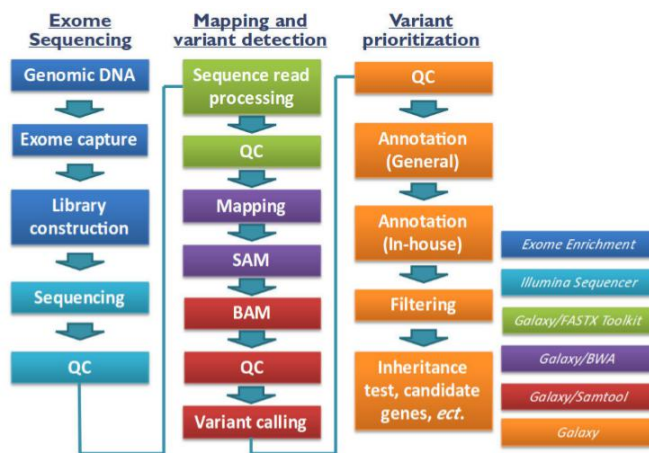 Exome
Sequencing
Genomic DNA
Exome capture
Library
construction
Sequencing
QC
Mapping and
variant detection
Sequence read
processing
QC
Mapping
SAM
BAM
QC
Variant calling
Variant
prioritization
QC
Annotation
(General)
Annotation
(In-house)
Filtering
Inheritance
test, candidate
genes, ect.
Exome Enrichment
Illumina Sequencer
Galaxy/FASTX Toolkit
Galaxy/BWA
Galaxy/Samtool
Galaxy